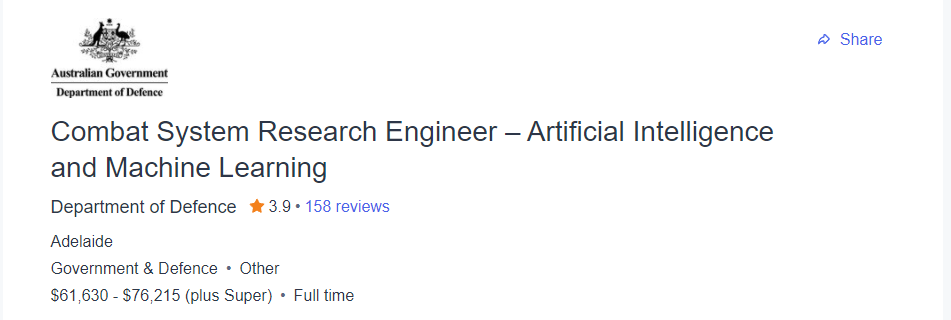 Australian Government
Department of Defence
Share
Combat System Research Engineer – Artificial Intelligence
and Machine Learning
Department of Defence 3.9 • 158 reviews
Adelaide
Government & Defence • Other
$61,630 - $76,215 (plus Super) • Full time